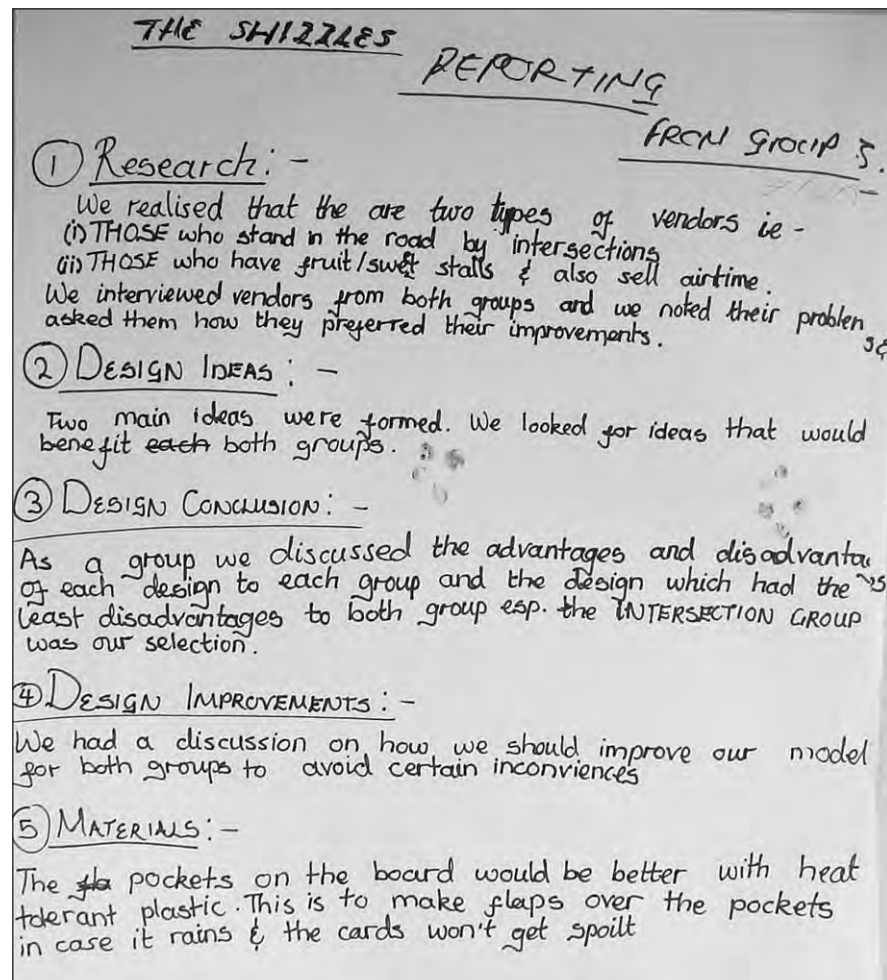 THE SHIZZLES
REPORTING
FROM GROUP 3.
① Research: -
We realised that the are two types of vendors ie -
(i) THOSE who stand in the road by intersections
(ii) THOSE who have fruit/sweet stalls & also sell airtime.
We interviewed vendors from both groups and we noted their problem
s &
asked them how they preferred their improvements.
② DESIGN IDEAS: -
Two main ideas were formed. We looked for ideas that would
benefit each both groups.
③ DESIGN CONCLUSION: -
As a group we discussed the advantages and disadvanta
ges
of each design to each group and the design which had the
least disadvantages to both group esp. the INTERSECTION GROUP
was our selection.
④ DESIGN IMPROVEMENTS: -
We had a discussion on how we should improve our model
for both groups to avoid certain inconviences
⑤ MATERIALS: -
The fla pockets on the board would be better with heat
tolerant plastic. This is to make flaps over the pockets
in case it rains & the cards won't get spoilt